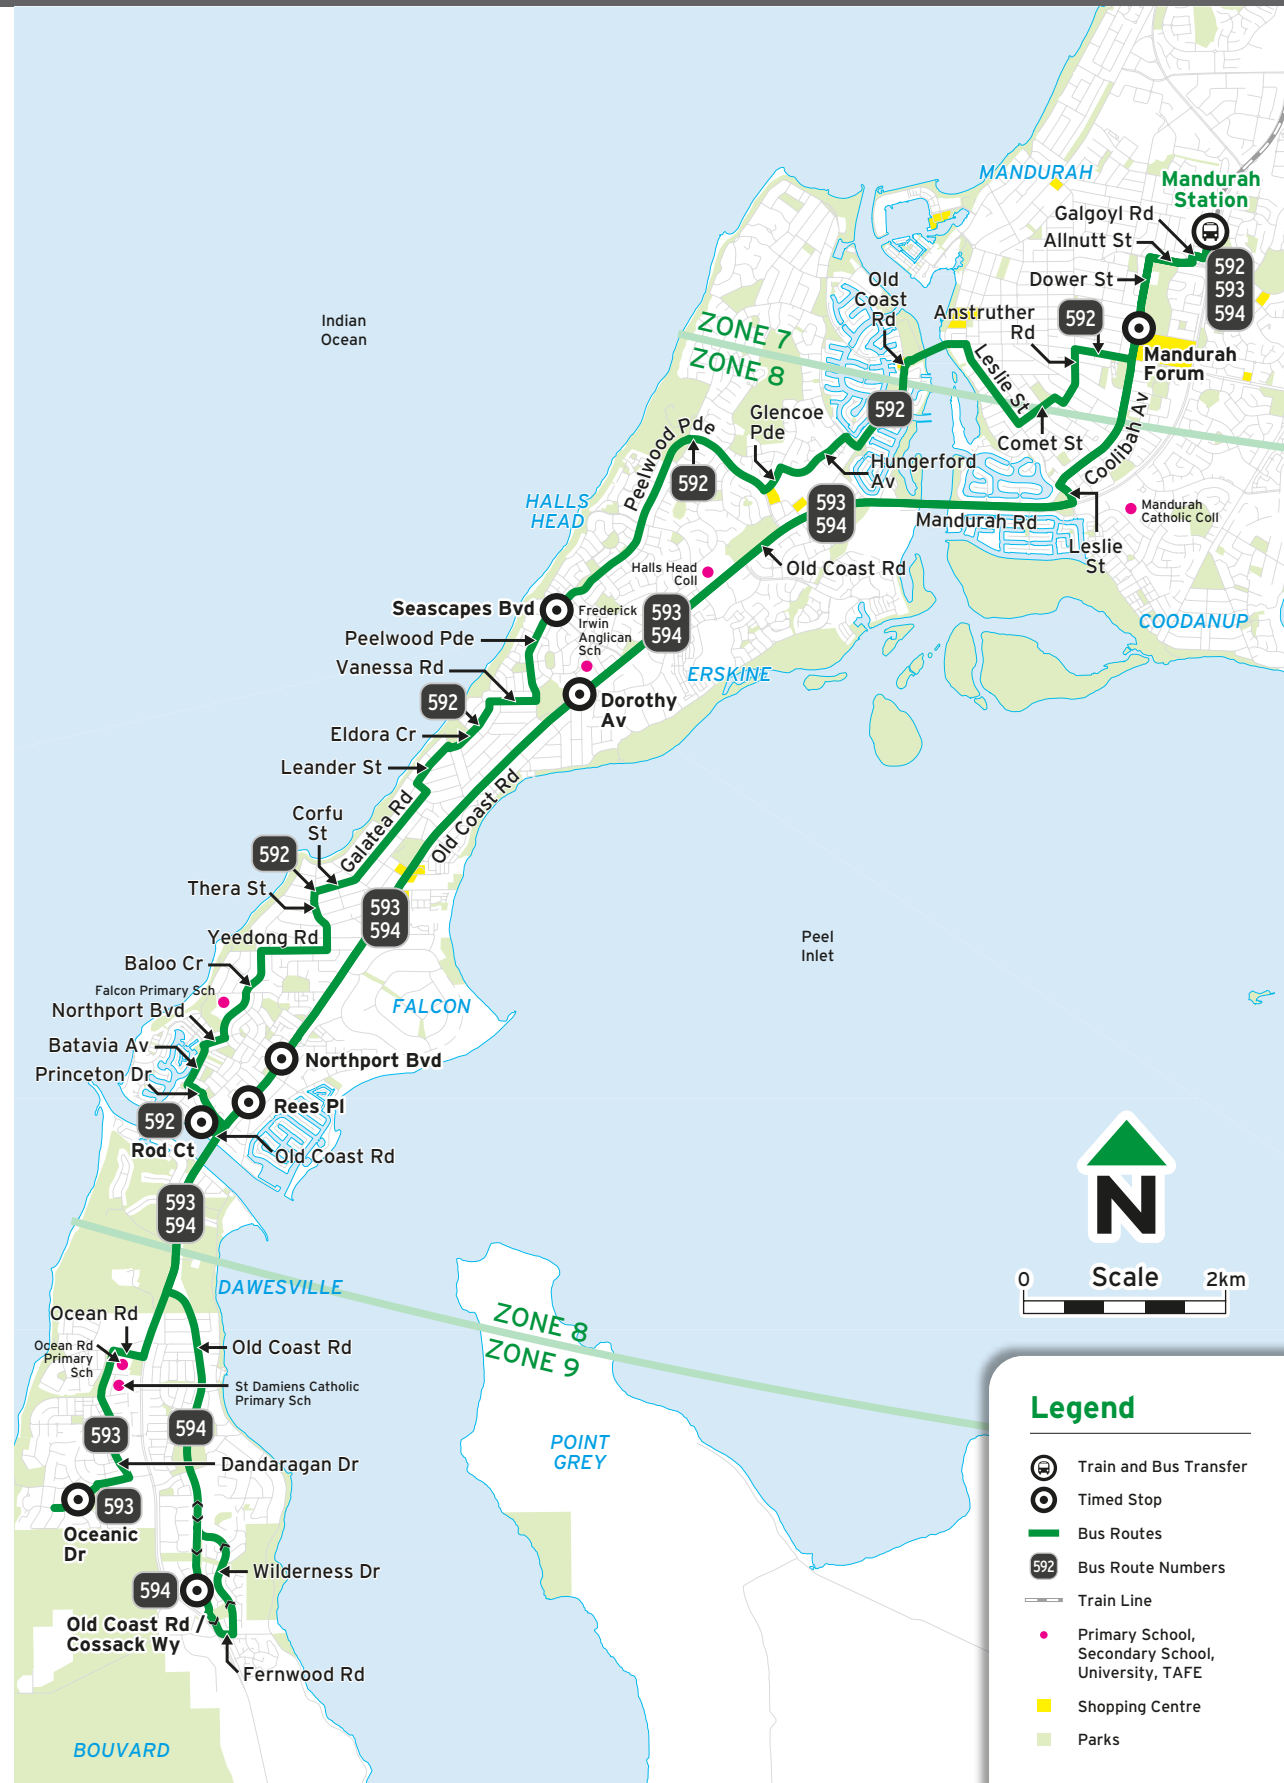 MANDURAH
Mandurah
Station
Galgoyl Rd
Allnutt St
Dower St
592
593
594
Old
Coast
Rd
Anstruther
Rd
592
Indian
Ocean
ZONE 7
ZONE 8
Mandurah
Forum
Leslie St
592
Glencoe
Pde
Comet St
Coolibah Av
Peelwood Pde
592
Hungerford
Av
HALLS
HEAD
593
594
Mandurah Rd
Mandurah
Catholic Coll
Leslie
St
Halls Head
Coll
Old Coast Rd
Seascapes Bvd
Frederick
Irwin
Anglican
Sch
593
594
COODANUP
Peelwood Pde
Vanessa Rd
ERSKINE
592
Dorothy
Av
Eldora Cr
Leander St
Galatea Rd
Old Coast Rd
Corfu
St
592
Thera St
593
594
Yeedong Rd
Peel
Inlet
Baloo Cr
Falcon Primary Sch
FALCON
Northport Bvd
Batavia Av
Northport Bvd
Princeton Dr
Rees Pl
592
Rod Ct
Old Coast Rd
593
594
N
DAWESVILLE
Scale
0
2km
Ocean Rd
ZONE 8
ZONE 9
Ocean Rd
Primary
Sch
Old Coast Rd
St Damiens Catholic
Primary Sch
593
594
POINT
GREY
Dandaragan Dr
593
Oceanic
Dr
Wilderness Dr
594
Old Coast Rd /
Cossack Wy
Fernwood Rd
BOUVARD
Legend
Train and Bus Transfer
Timed Stop
Bus Routes
592
Bus Route Numbers
Train Line
Primary School,
Secondary School,
University, TAFE
Shopping Centre
Parks